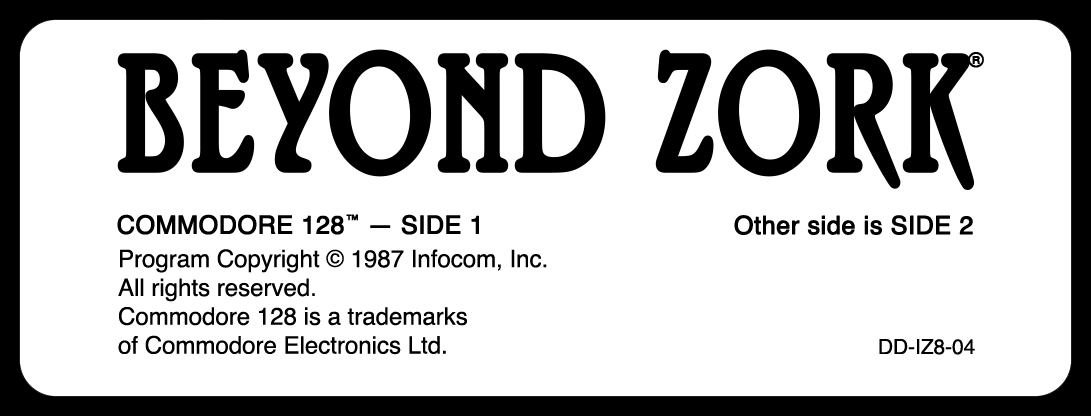 BEYOND ZORK®
COMMODORE 128™ — SIDE 1
Other side is SIDE 2
Program Copyright © 1987 Infocom, Inc.
All rights reserved.
Commodore 128 is a trademarks
of Commodore Electronics Ltd.
DD-IZ8-04